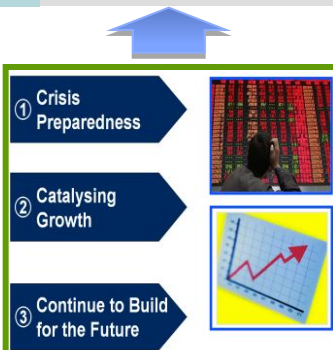 ① Crisis
Preparedness
② Catalysing
Growth
③ Continue to Build
for the Future